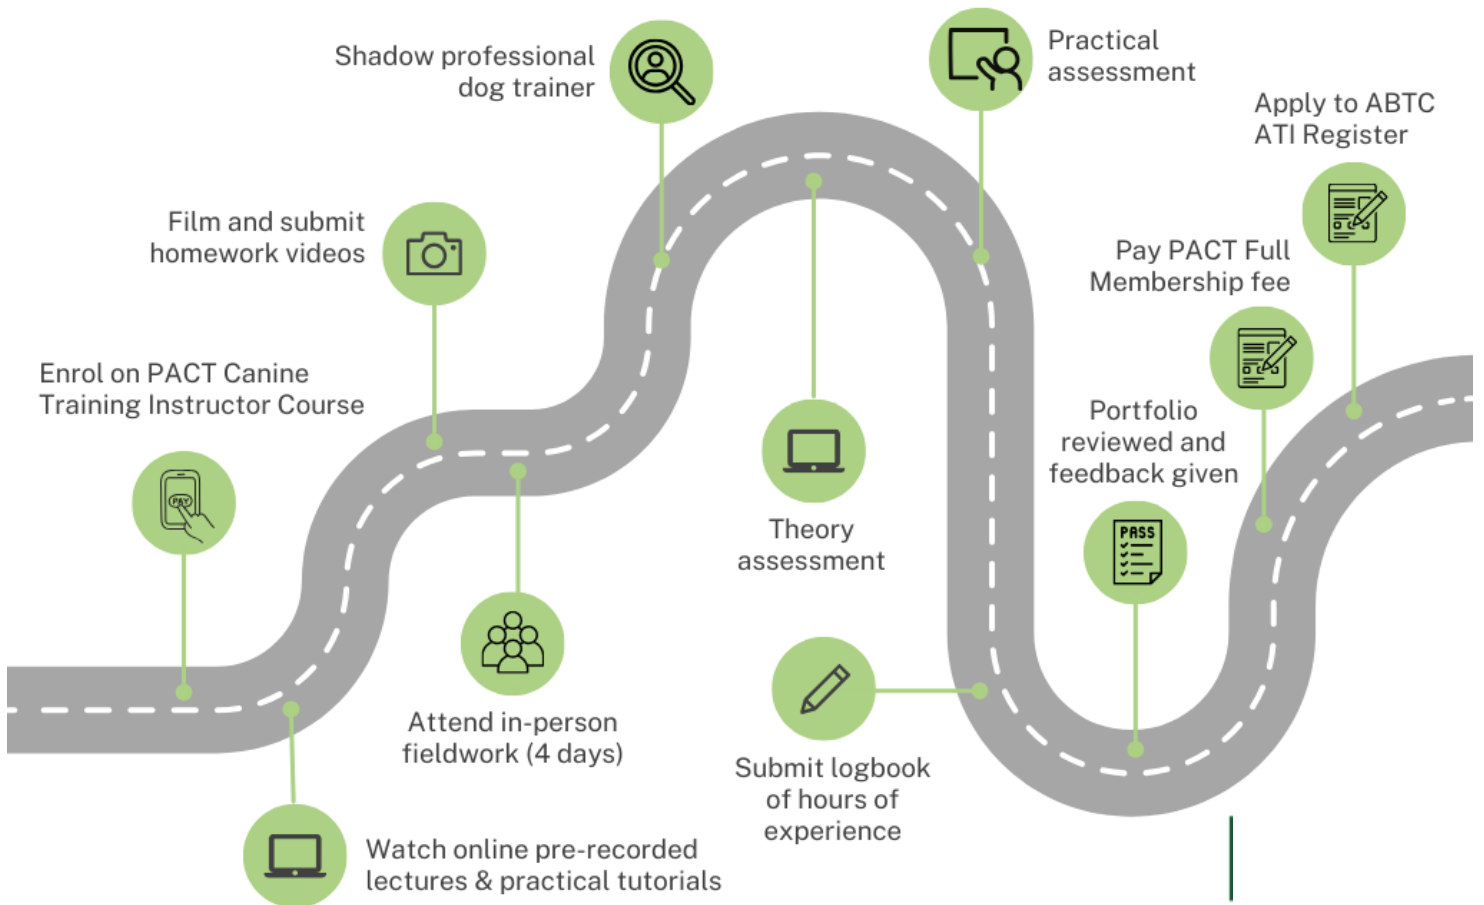 Enrol on PACT Canine
Training Instructor Course
PAY
Watch online pre-recorded
lectures & practical tutorials
Film and submit
homework videos
Attend in-person
fieldwork (4 days)
Shadow professional
dog trainer
Theory
assessment
Practical
assessment
Submit logbook
of hours of
experience
Portfolio
reviewed and
feedback given
PASS
Pay PACT Full
Membership fee
Apply to ABTC
ATI Register